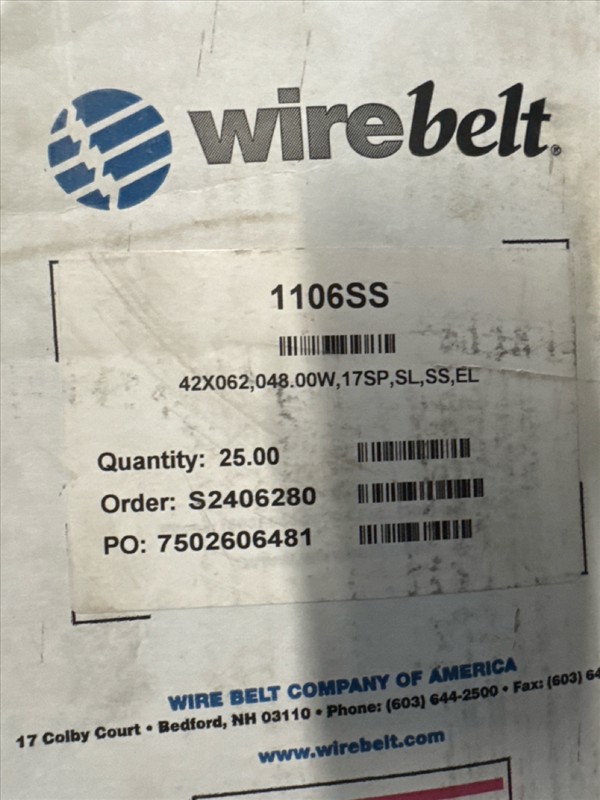 wirebelt®
1106SS
42X062,048.00W,17SP,SL,SS,EL
Quantity: 25.00
Order: S2406280
PO: 7502606481
WIRE BELT COMPANY OF AMERICA
17 Colby Court • Bedford, NH 03110 • Phone: (603) 644-2500 • Fax: (603) 64
www.wirebelt.com